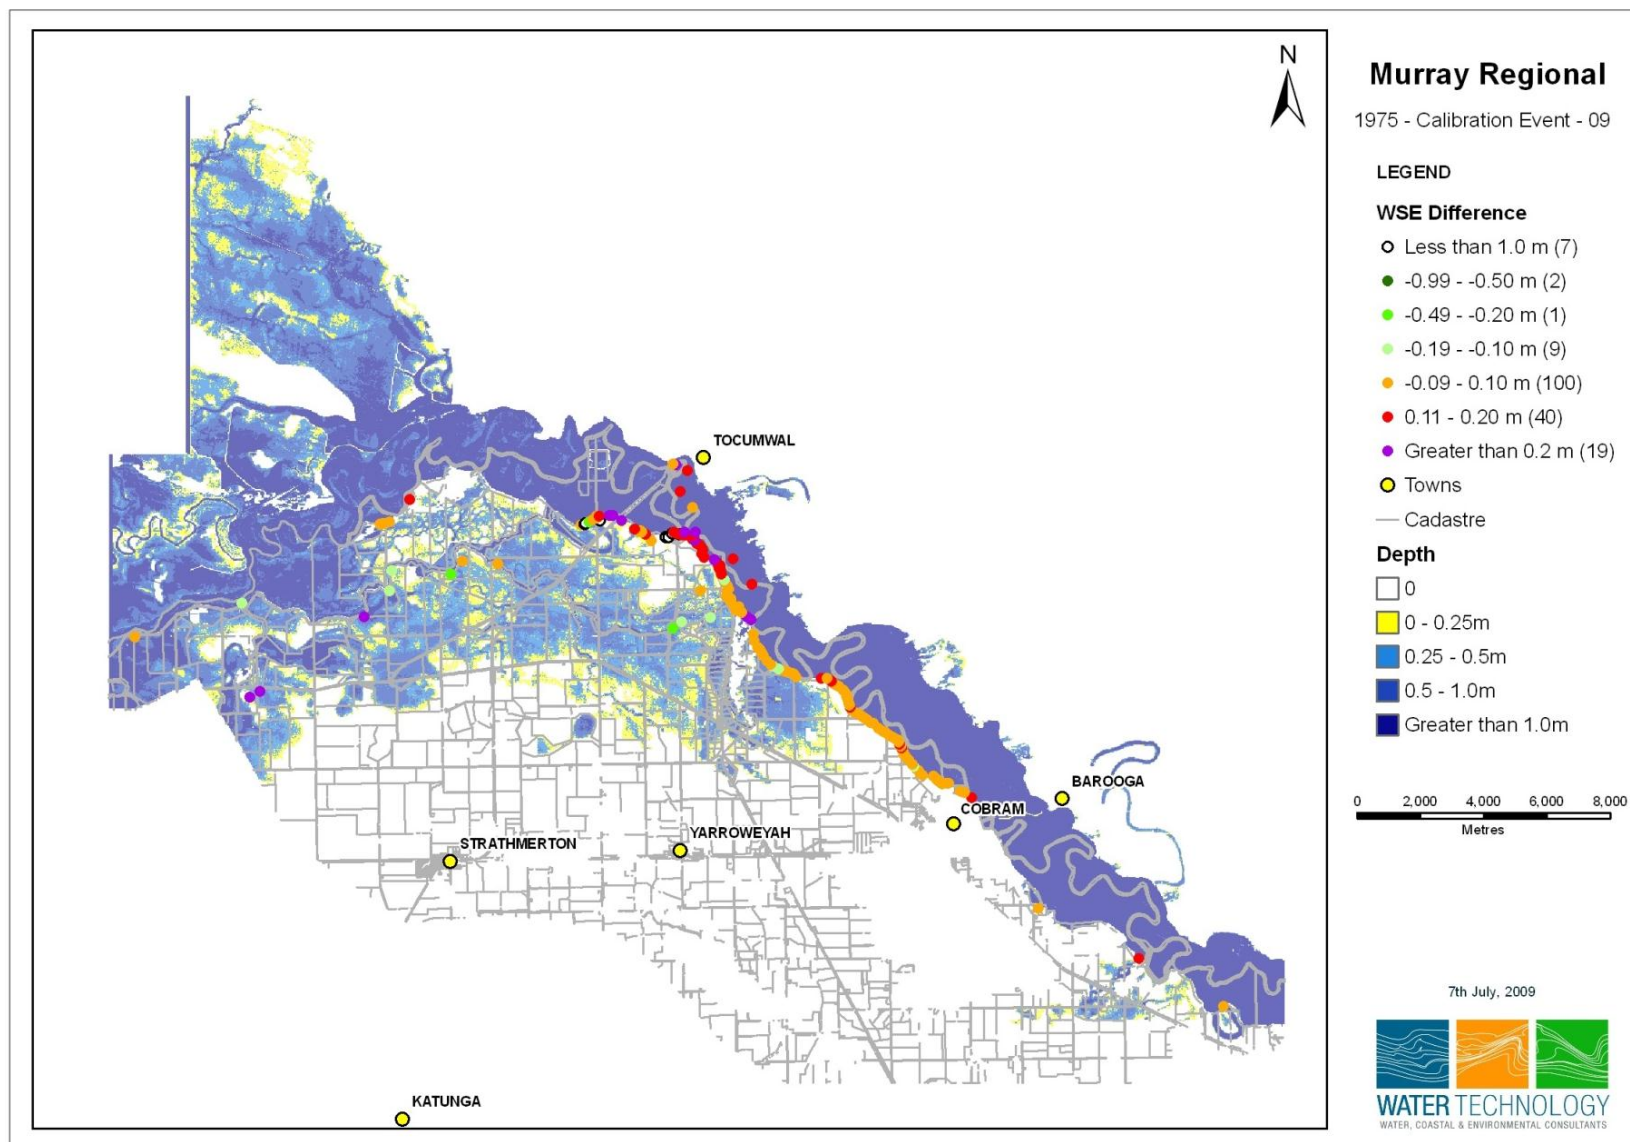 N
TOCUMWAL
BAROOGA
COBRAM
YARROWEYAH
STRATHMERTON
KATUNGA
Murray Regional
1975 - Calibration Event - 09
LEGEND
WSE Difference
Less than 1.0 m (7)
-0.99 - -0.50 m (2)
-0.49 - -0.20 m (1)
-0.19 - -0.10 m (9)
-0.09 - 0.10 m (100)
0.11 - 0.20 m (40)
Greater than 0.2 m (19)
Towns
Cadastre
Depth
0
0 - 0.25m
0.25 - 0.5m
0.5 - 1.0m
Greater than 1.0m
0 2,000 4,000 6,000 8,000
Metres
7th July, 2009
WATER TECHNOLOGY
WATER, COASTAL & ENVIRONMENTAL CONSULTANTS